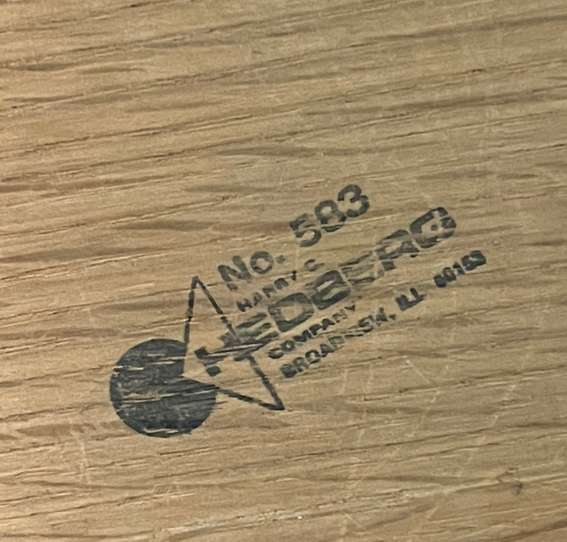 No. 583
HARRY C.
HEDBERG
COMPANY
BROADVIEW, ILL. 60153